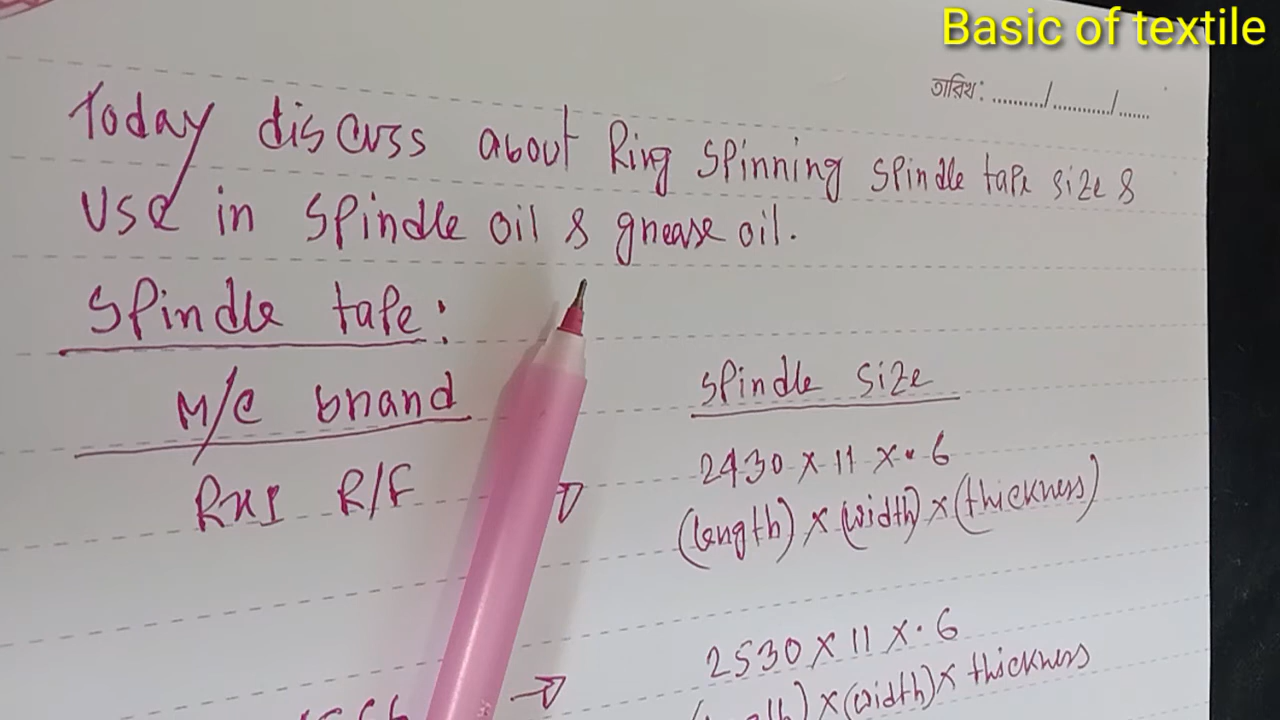 Basic of textile
তারিখ: ........../.........../.......
Today discuss about Ring Spinning Spindle tape size &
Use in Spindle oil & grease oil.
Spindle tape:
M/C brand
Spindle size
RXI R/F →
2430 x 11 x .6
(length) x (width) x (thickness)
→
2530 x 11 x .6
x (width) x thickness